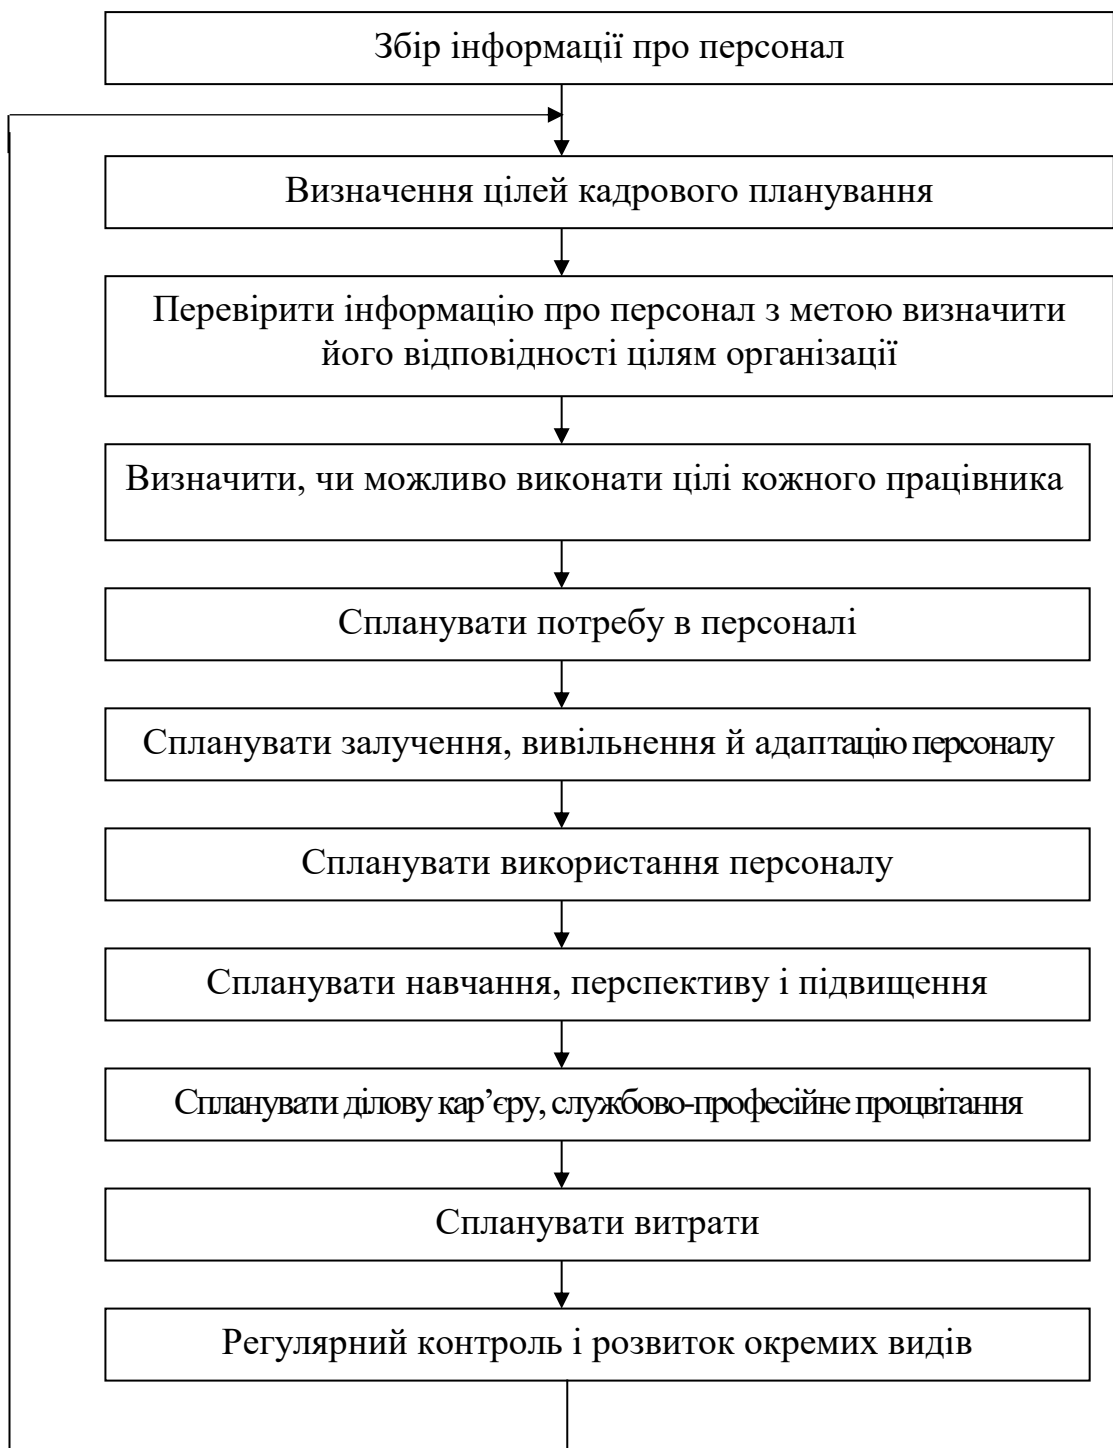 Збір інформації про персонал
Визначення цілей кадрового планування
Перевірити інформацію про персонал з метою визначити
його відповідності цілям організації
Визначити, чи можливо виконати цілі кожного працівника
Спланувати потребу в персоналі
Спланувати залучення, вивільнення й адаптацію персоналу
Спланувати використання персоналу
Спланувати навчання, перспективу і підвищення
Спланувати ділову кар’єру, службово-професійне процвітання
Спланувати витрати
Регулярний контроль і розвиток окремих видів